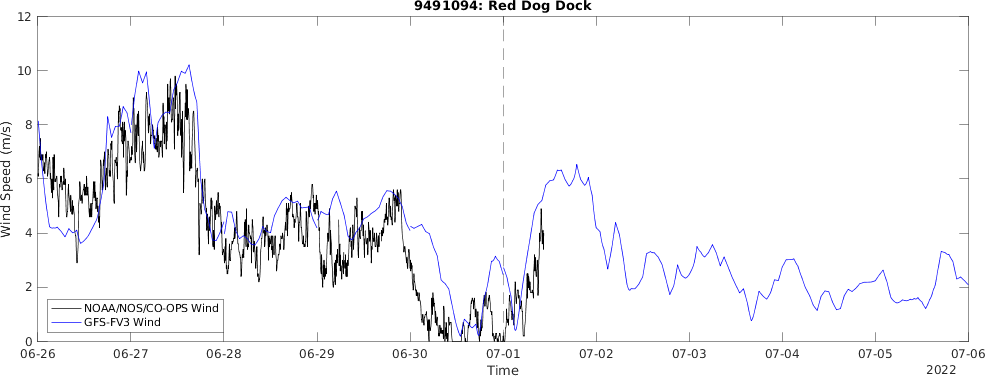 9491094: Red Dog Dock
Wind Speed (m/s)
12
10
8
6
4
2
0
NOAA/NOS/CO-OPS Wind
GFS-FV3 Wind
06-26 06-27 06-28 06-29 06-30 07-01 07-02 07-03 07-04 07-05 07-06
Time
2022